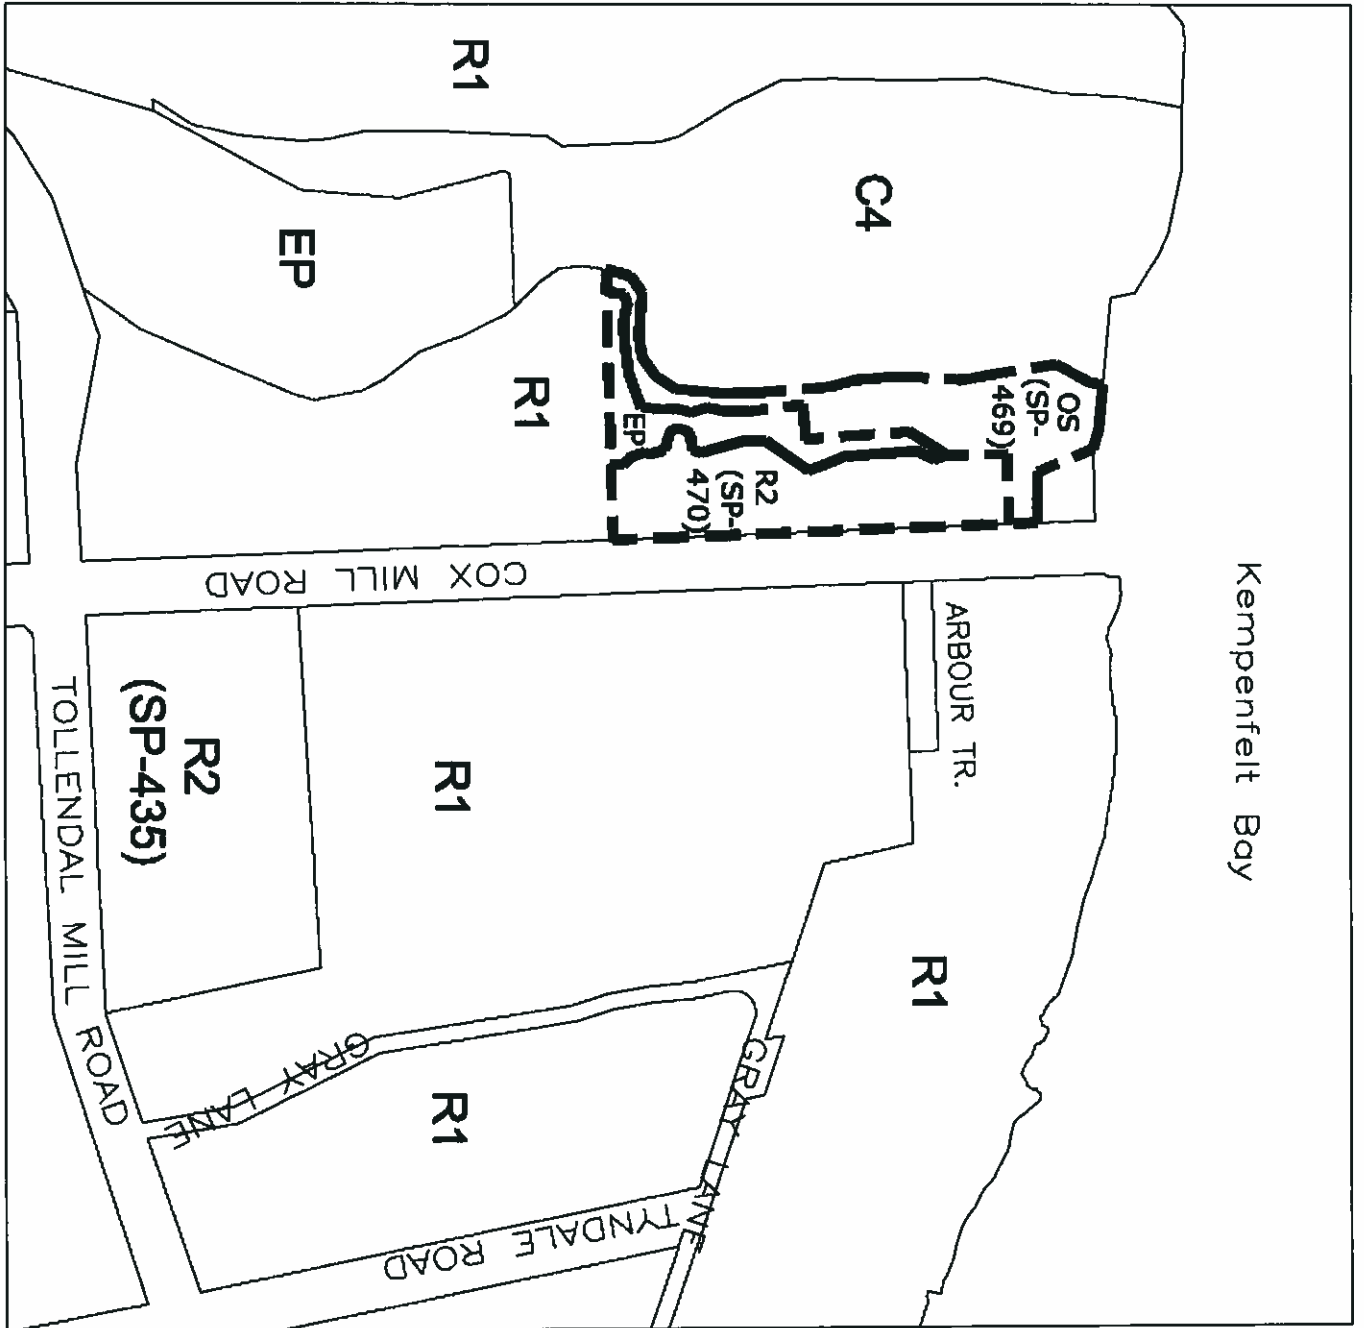 Kempenfelt Bay
OS
(SP-
469)
C4
ARBOUR TR.
R1
R2
(SP-
470)
EP
R1
COX MILL ROAD
R1
R1
EP
R2
(SP-435)
R1
GRAY LANE
GRAY LANE
R1
TYNDALE ROAD
TOLLENDAL MILL ROAD